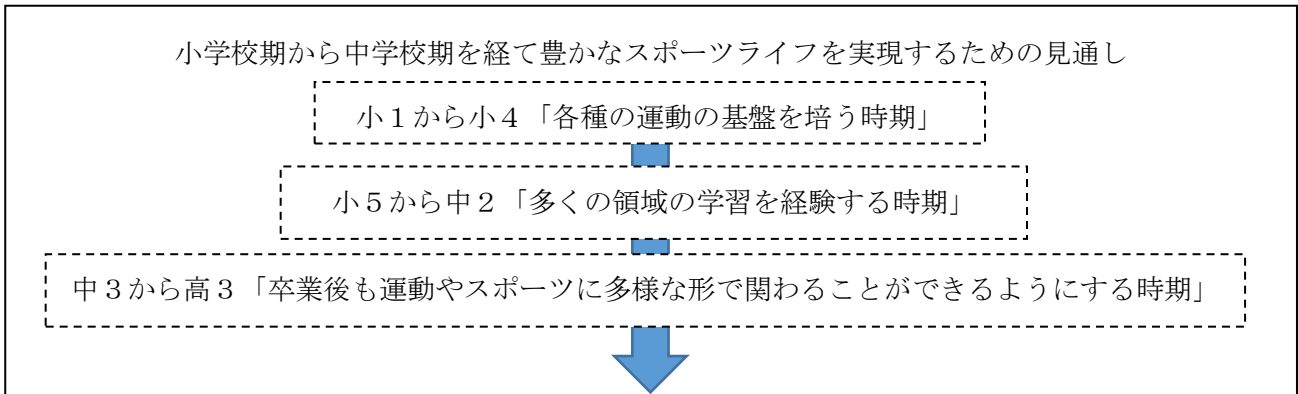 小学校期から中学校期を経て豊かなスポーツライフを実現するための見通し
小１から小４「各種の運動の基盤を培う時期」
小５から中２「多くの領域の学習を経験する時期」
中３から高３「卒業後も運動やスポーツに多様な形で関わることができるようにする時期」